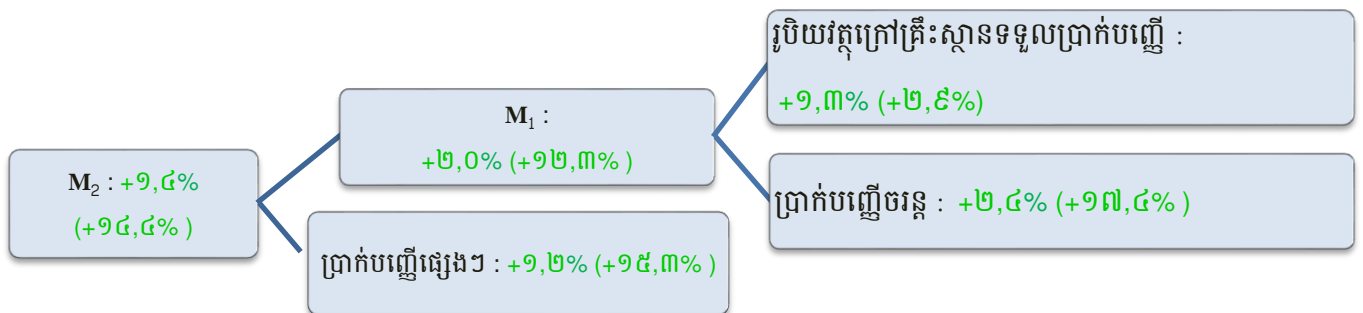 រូបិយវត្ថុក្រៅគ្រឹះស្ថានទទួលប្រាក់បញ្ញើ :
+១,៣% (+២,៩%)
M₁ :
+២,០% (+១២,៣% )
M₂ : +១,៤%
(+១៤,៤% )
ប្រាក់បញ្ញើចរន្ត : +២,៤% (+១៧,៤% )
ប្រាក់បញ្ញើផ្សេងៗ : +១,២% (+១៥,៣% )